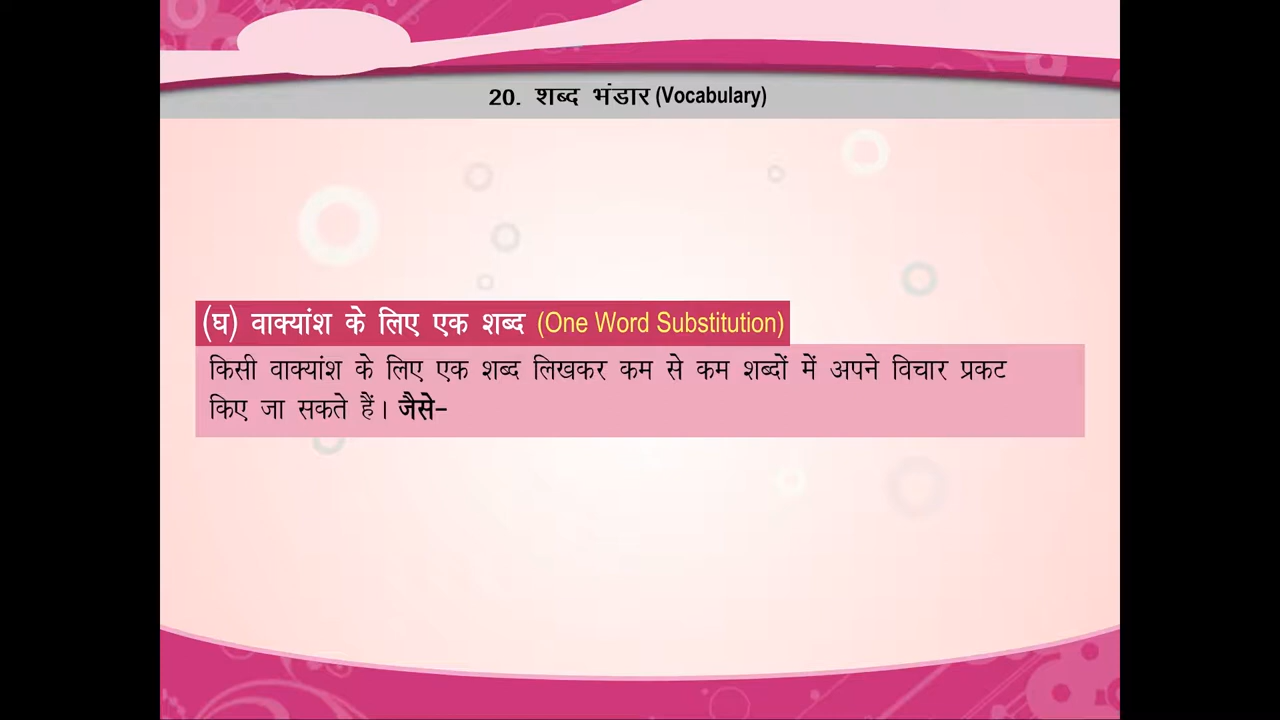 20. शब्द भंडार (Vocabulary)
(घ) वाक्यांश के लिए एक शब्द (One Word Substitution)
किसी वाक्यांश के लिए एक शब्द लिखकर कम से कम शब्दों में अपने विचार प्रकट
किए जा सकते हैं। जैसे-